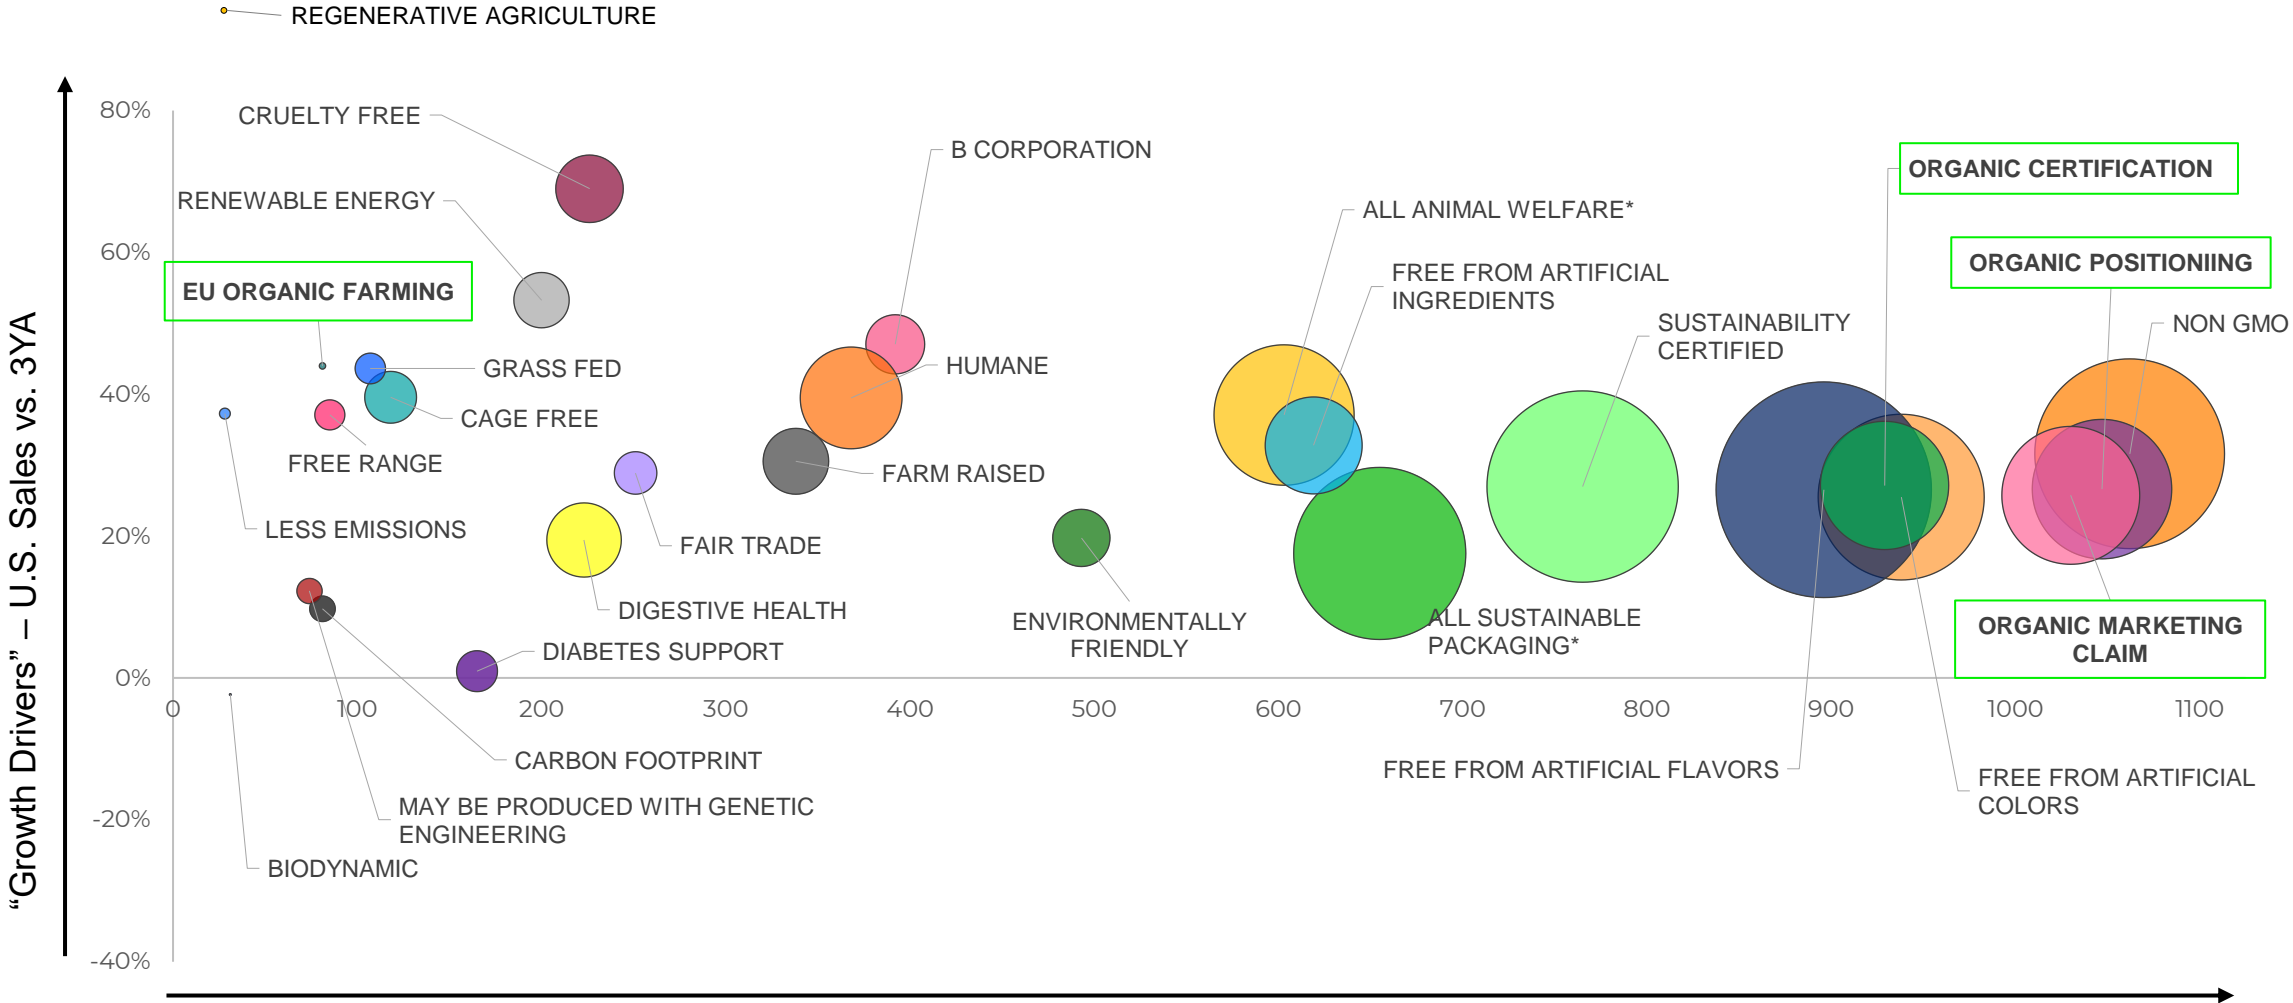 REGENERATIVE AGRICULTURE
“Growth Drivers” – U.S. Sales vs. 3YA
80%
60%
40%
20%
0%
-20%
-40%
CRUELTY FREE
B CORPORATION
ORGANIC CERTIFICATION
RENEWABLE ENERGY
ALL ANIMAL WELFARE*
ORGANIC POSITIONIING
FREE FROM ARTIFICIAL
INGREDIENTS
EU ORGANIC FARMING
SUSTAINABILITY
CERTIFIED
NON GMO
GRASS FED
HUMANE
CAGE FREE
FREE RANGE
FARM RAISED
LESS EMISSIONS
FAIR TRADE
DIGESTIVE HEALTH
ENVIRONMENTALLY
FRIENDLY
ALL SUSTAINABLE
PACKAGING*
ORGANIC MARKETING
CLAIM
DIABETES SUPPORT
0
100
200
300
400
500
600
700
800
900
1000
1100
CARBON FOOTPRINT
FREE FROM ARTIFICIAL FLAVORS
FREE FROM ARTIFICIAL
COLORS
MAY BE PRODUCED WITH GENETIC
ENGINEERING
BIODYNAMIC